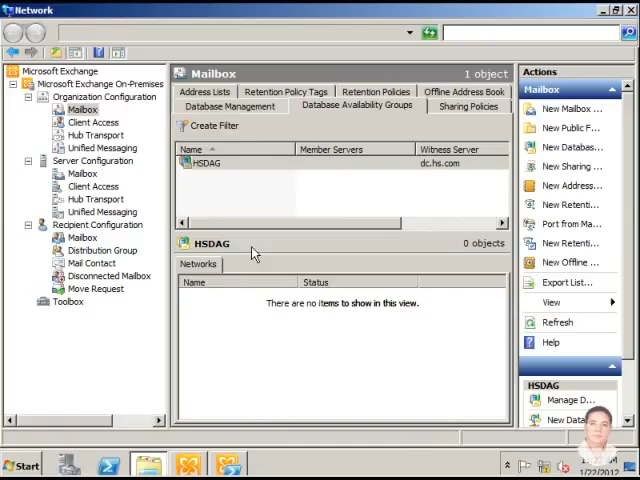 Network
Microsoft Exchange
Microsoft Exchange On-Premises
Organization Configuration
Mailbox
Client Access
Hub Transport
Unified Messaging
Server Configuration
Mailbox
Client Access
Hub Transport
Unified Messaging
Recipient Configuration
Mailbox
Distribution Group
Mail Contact
Disconnected Mailbox
Move Request
Toolbox
Mailbox 1 object
Address Lists Retention Policy Tags Retention Policies Offline Address Book
Database Management Database Availability Groups Sharing Policies
Create Filter
Name Member Servers Witness Server
HSDAG dc.hs.com
HSDAG 0 objects
Networks
Name Status
There are no items to show in this view.
Actions
Mailbox
New Mailbox ...
New Public F...
New Databas...
New Sharing ...
New Address...
New Retenti...
Port from Ma...
New Retenti...
New Offline ...
Export List...
View
Refresh
Help
HSDAG
Manage D...
New Data
Start
1/22/2012